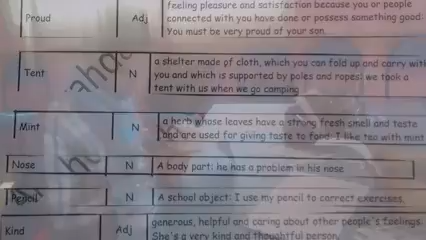 feeling pleasure and satisfaction because you or people
Proud Adj connected with you have done or possess something good:
You must be very proud of your son.
a shelter made of cloth, which you can fold up and carry with
Tent N you and which is supported by poles and ropes: we took a
tent with us when we go camping
a herb whose leaves have a strong fresh smell and taste
Mint N and are used for giving taste to food: I like tea with mint
Nose N A body part: he has a problem in his nose
Pencil N A school object: I use my pencil to correct exercises.
generous, helpful and caring about other people's feelings.
Kind Adj She's a very kind and thoughtful person.